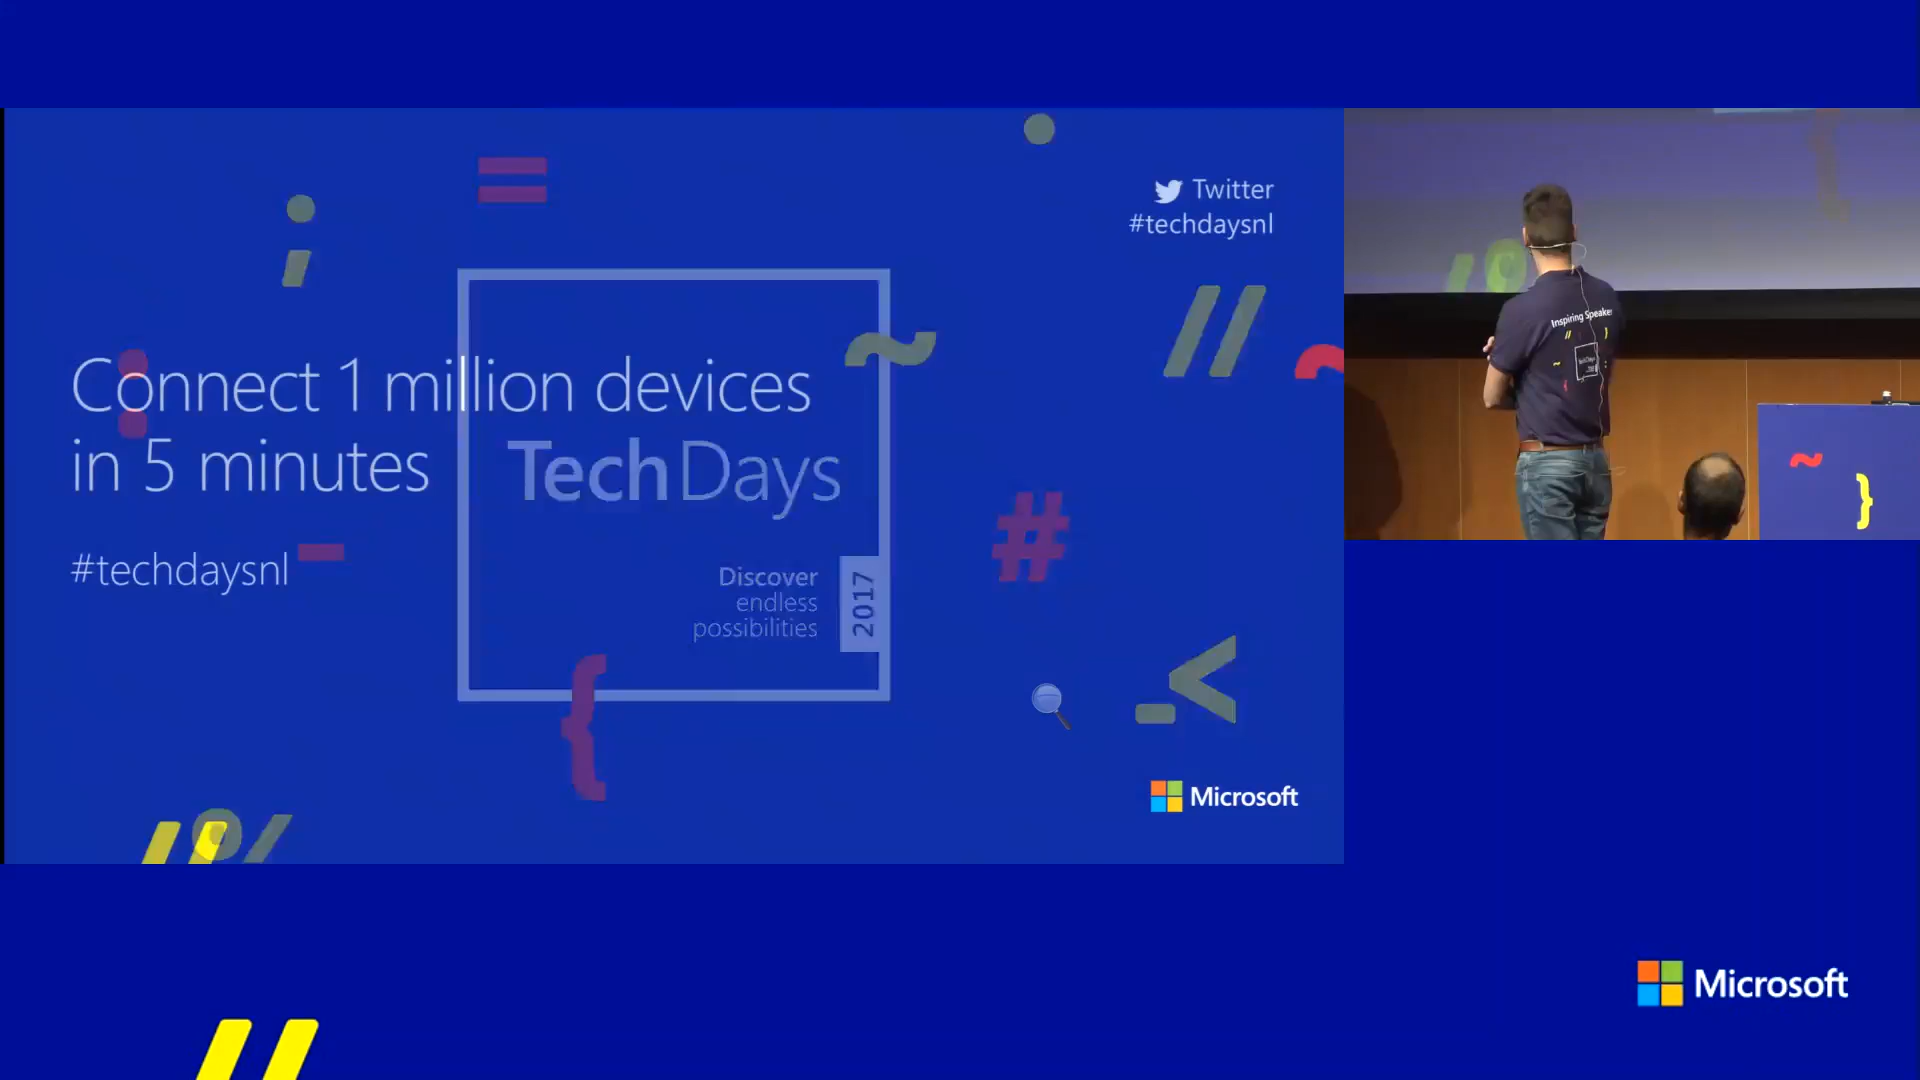 Twitter
#techdaysnl
Connect 1 million devices
in 5 minutes
#techdaysnl
TechDays
Discover
endless
possibilities
2017
Microsoft
Inspiring Speaker
Microsoft